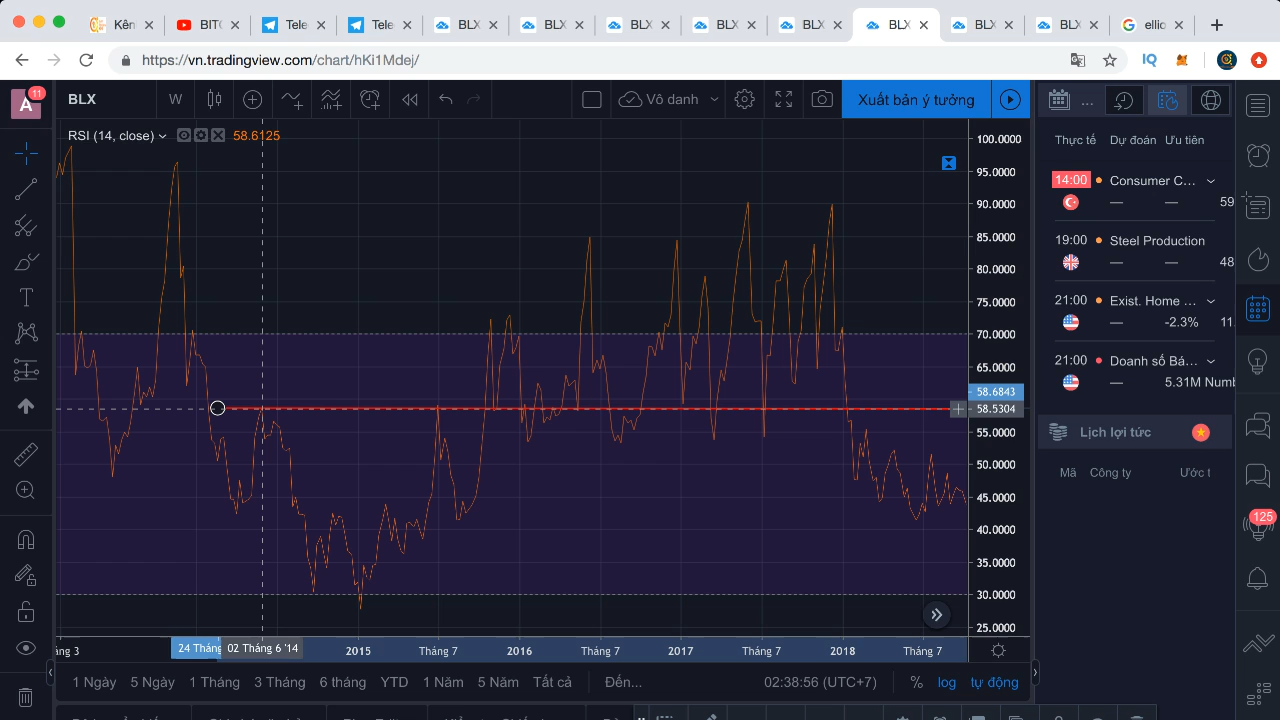 Kên
BITC
Tele
Tele
BLX
BLX
BLX
BLX
BLX
BLX
BLX
BLX
ellio
https://vn.tradingview.com/chart/hKi1Mdej/
IQ
A
11
BLX
W
Vô danh
Xuất bản ý tưởng
...
RSI (14, close)
58.6125
Thực tế Dự đoán Ưu tiên
14:00
Consumer C...
— — 59
19:00
Steel Production
— — 48
21:00
Exist. Home ...
— -2.3% 11.
21:00
Doanh số Bá...
— 5.31M Numb
Lịch lợi tức
Mã Công ty Ước t
125
100.0000
95.0000
90.0000
85.0000
80.0000
75.0000
70.0000
65.0000
58.6843
58.5304
55.0000
50.0000
45.0000
40.0000
35.0000
30.0000
25.0000
áng 3
24 Tháng
02 Tháng 6 '14
2015
Tháng 7
2016
Tháng 7
2017
Tháng 7
2018
Tháng 7
1 Ngày 5 Ngày 1 Tháng 3 Tháng 6 tháng YTD 1 Năm 5 Năm Tất cả Đến...
02:38:56 (UTC+7)
% log tự động